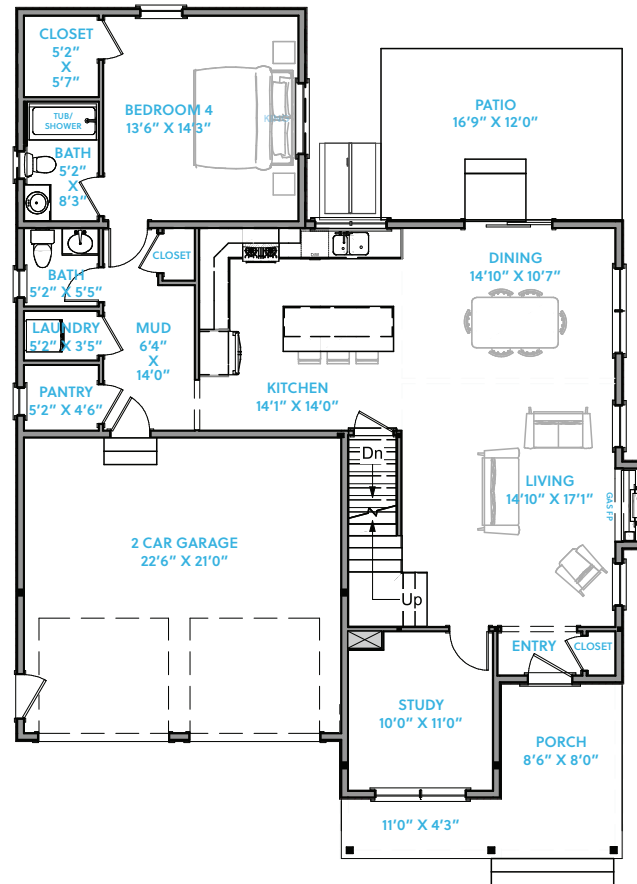 CLOSET
5'2"
X
5'7"
BEDROOM 4
13'6" X 14'3"
PATIO
16'9" X 12'0"
TUB/
SHOWER
BATH
5'2"
X
8'3"
BATH
5'2" X 5'5"
CLOSET
DINING
14'10" X 10'7"
LAUNDRY
5'2" X 3'5"
MUD
6'4"
X
14'0"
PANTRY
5'2" X 4'6"
KITCHEN
14'1" X 14'0"
Dn
LIVING
14'10" X 17'1"
GAS FP
2 CAR GARAGE
22'6" X 21'0"
Up
ENTRY
CLOSET
STUDY
10'0" X 11'0"
PORCH
8'6" X 8'0"
11'0" X 4'3"